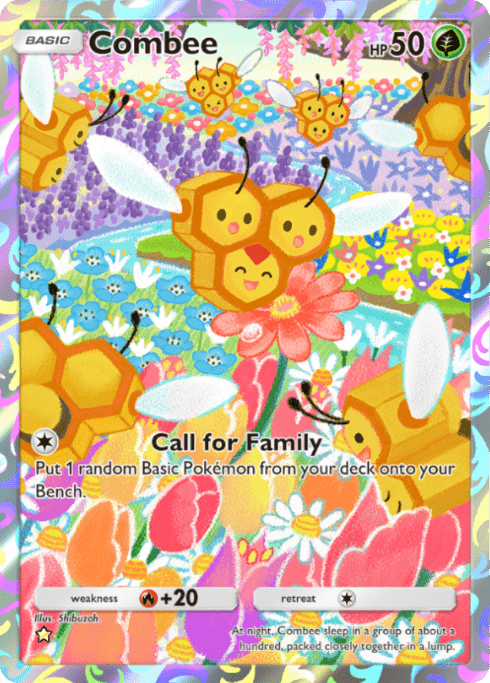 BASIC Combee HP 50
Call for Family
Put 1 random Basic Pokémon from your deck onto your
Bench.
weakness +20 retreat
Illus. Shibuzoh.
At night, Combee sleep in a group of about a
hundred, packed closely together in a lump.